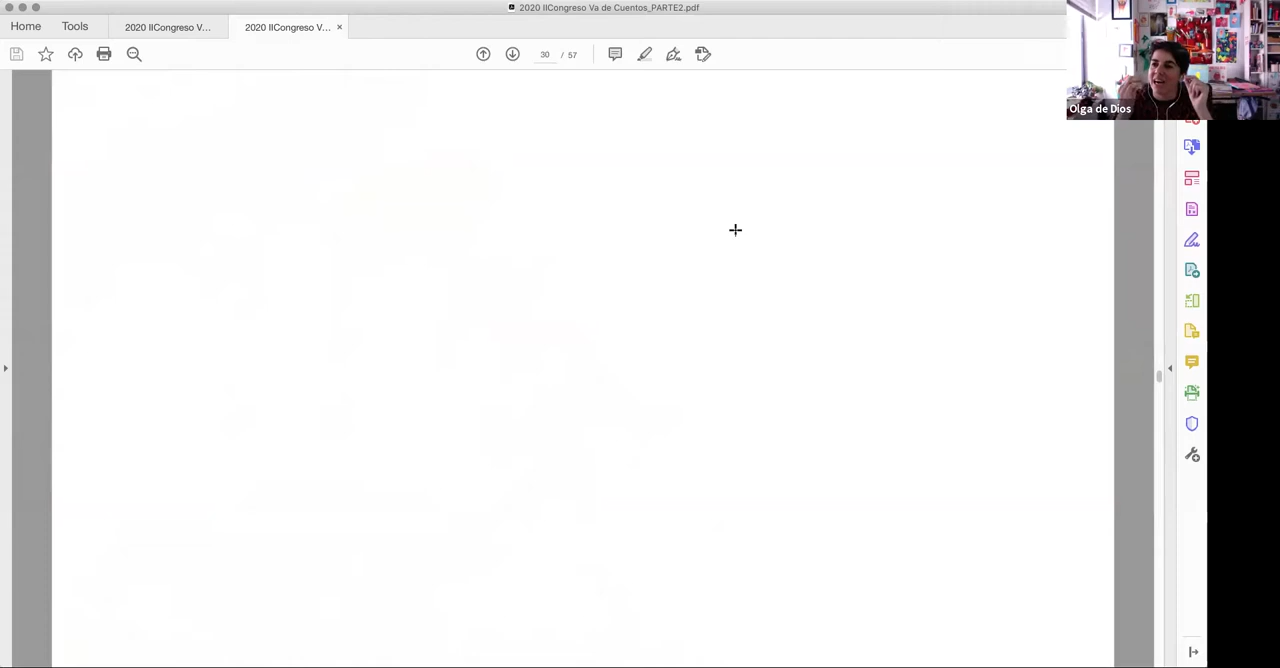 2020 IICongreso Va de Cuentos_PARTE2.pdf
Home Tools 2020 IICongreso V... 2020 IICongreso V... ×
30 / 57
Olga de Dios